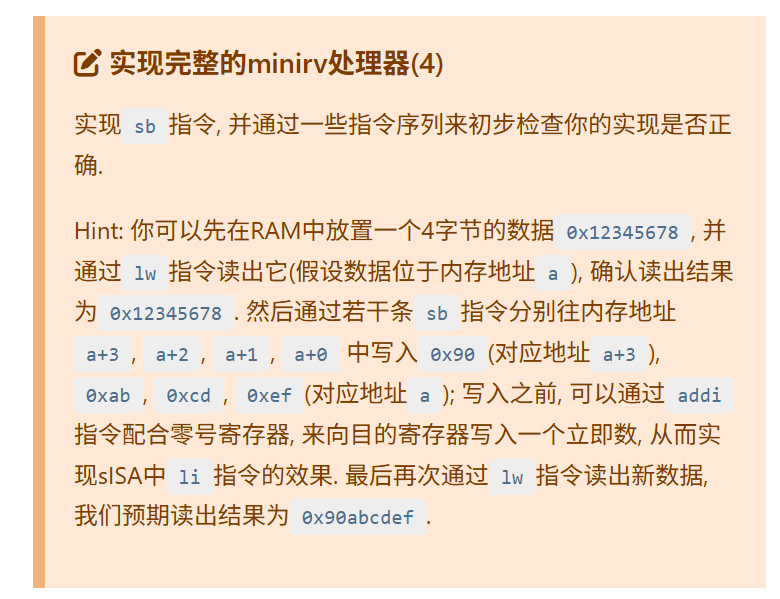 实现完整的minirv处理器(4)
实现 sb 指令, 并通过一些指令序列来初步检查你的实现是否正
确.
Hint: 你可以先在RAM中放置一个4字节的数据 0x12345678 , 并
通过 lw 指令读出它(假设数据位于内存地址 a ), 确认读出结果
为 0x12345678 . 然后通过若干条 sb 指令分别往内存地址
a+3 , a+2 , a+1 , a+0 中写入 0x90 (对应地址 a+3 ),
0xab , 0xcd , 0xef (对应地址 a ); 写入之前, 可以通过 addi
指令配合零号寄存器, 来向目的寄存器写入一个立即数, 从而实
现sISA中 li 指令的效果. 最后再次通过 lw 指令读出新数据,
我们预期读出结果为 0x90abcdef .